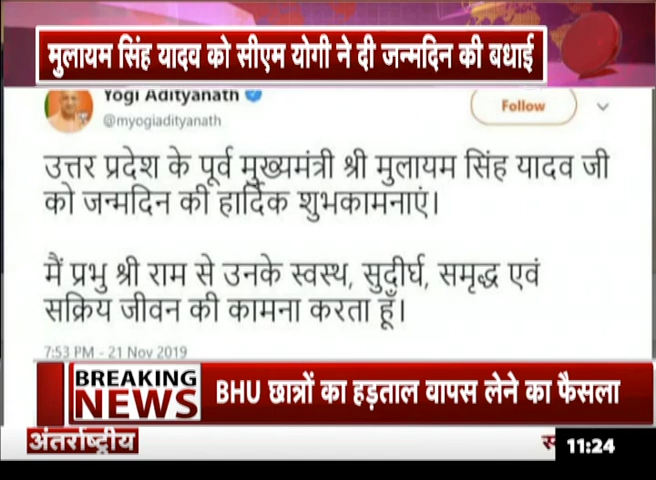 मुलायम सिंह यादव को सीएम योगी ने दी जन्मदिन की बधाई
Yogi Adityanath
@myogiadityanath
Follow
उत्तर प्रदेश के पूर्व मुख्यमंत्री श्री मुलायम सिंह यादव जी
को जन्मदिन की हार्दिक शुभकामनाएं।
मैं प्रभु श्री राम से उनके स्वस्थ, सुदीर्घ, समृद्ध एवं
सक्रिय जीवन की कामना करता हूँ।
7:53 PM - 21 Nov 2019
BREAKING
NEWS
BHU छात्रों का हड़ताल वापस लेने का फैसला
अंतर्राष्ट्रीय
11:24